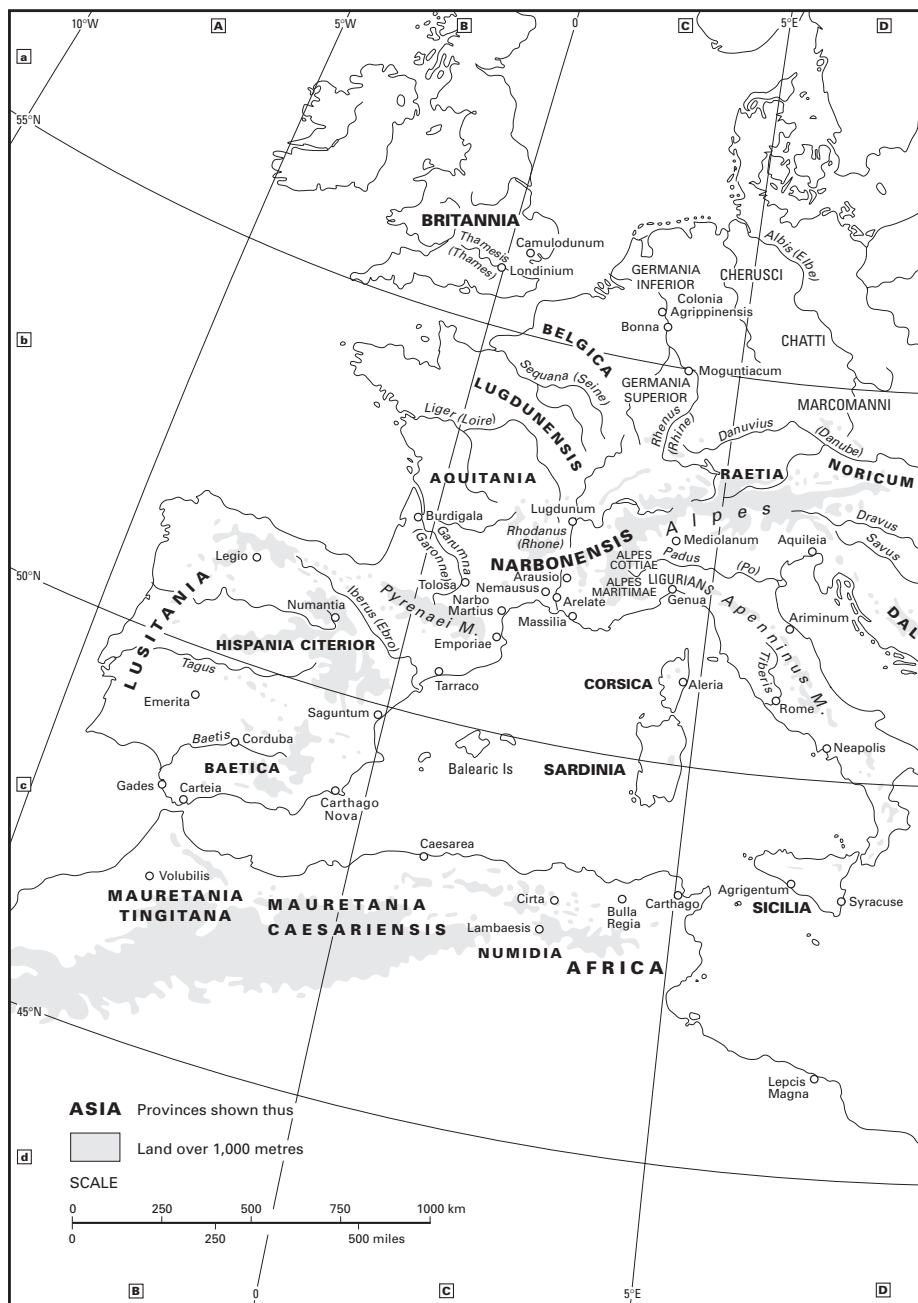 10°W
A
5°W
B
0
C
5°E
D
a
55°N
BRITANNIA
Thamesis
(Thames)
Camulodunum
Londinium
Albis (Elbe)
GERMANIA
INFERIOR
CHERUSCI
Colonia
Agrippinensis
Bonna
b
BELGICA
CHATTI
Sequana (Seine)
Moguntiacum
GERMANIA
SUPERIOR
LUGDUNENSIS
MARCOMANNI
Liger (Loire)
Rhenus
(Rhine)
Danuvius
(Danube)
RAETIA
NORICUM
AQUITANIA
Burdigala
Lugdunum
Alpes
Garumna
(Garonne)
Rhodanus
(Rhone)
Dravus
Savus
Mediolanum
Aquileia
NARBONENSIS
Legio
ALPES
COTTIAE
Padus
(Po)
50°N
Tolosa
Arausio
Nemausus
ALPES
MARITIMAE
LIGURIANS
LUSITANIA
Numantia
Iberus (Ebro)
Pyrenaei M.
Narbo
Martius
Arelate
Genua
Apenninus M.
Ariminum
DAL
Massilia
HISPANIA CITERIOR
Emporiae
Tagus
Tarraco
CORSICA
Aleria
Tiberis
Emerita
Rome
Saguntum
Baetis
Corduba
Neapolis
BAETICA
Balearic Is
SARDINIA
c
Gades
Carteia
Carthago
Nova
Caesarea
Volubilis
MAURETANIA
TINGITANA
MAURETANIA
CAESARIENSIS
Cirta
Bulla
Regia
Carthago
Agrigentum
SICILIA
Syracuse
Lambaesis
NUMIDIA
AFRICA
45°N
Lepcis
Magna
ASIA Provinces shown thus
Land over 1,000 metres
d
SCALE
0 250 500 750 1000 km
0 250 500 miles
B
0
C
5°E
D